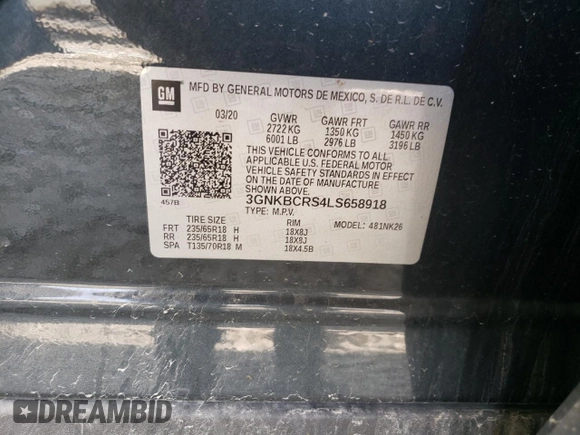 GM
MFD BY GENERAL MOTORS DE MEXICO, S. DE R.L. DE C.V.
03/20 GVWR GAWR FRT GAWR RR
2722 KG 1350 KG 1450 KG
6001 LB 2976 LB 3196 LB
THIS VEHICLE CONFORMS TO ALL
APPLICABLE U.S. FEDERAL MOTOR
VEHICLE SAFETY STANDARDS IN EFFECT
ON THE DATE OF MANUFACTURE SHOWN ABOVE.
457B
3GNKBCRS4LS658918
TYPE: M.P.V. MODEL: 481NK26
TIRE SIZE RIM
FRT 235/65R18 H 18X8J
RR 235/65R18 H 18X8J
SPA T135/70R18 M 18X4.5B
DREAMBID